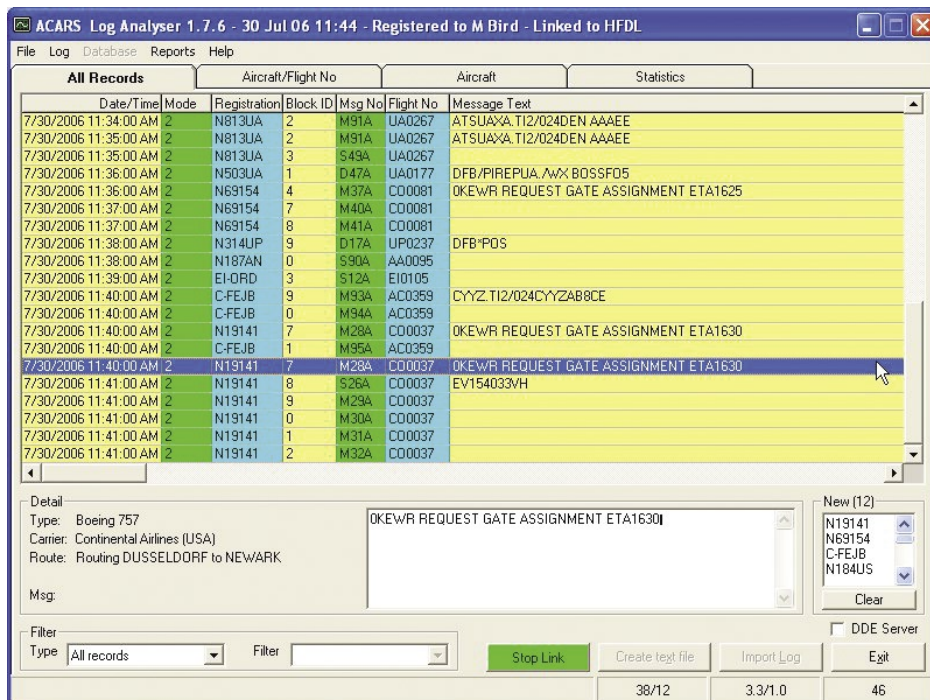 ACARS Log Analyser 1.7.6 - 30 Jul 06 11:44 - Registered to M Bird - Linked to HFDL
File Log Database Reports Help
All Records Aircraft/Flight No Aircraft Statistics
Date/Time Mode Registration Block ID Msg No Flight No Message Text
7/30/2006 11:34:00 AM 2 N813UA 2 M91A UA0267 ATSUAXA.TI2/024DEN AAAEE
7/30/2006 11:35:00 AM 2 N813UA 2 M91A UA0267 ATSUAXA.TI2/024DEN AAAEE
7/30/2006 11:35:00 AM 2 N813UA 3 S49A UA0267
7/30/2006 11:36:00 AM 2 N503UA 1 D47A UA0177 DFB/PIREPUA./WX BOSSFO5
7/30/2006 11:36:00 AM 2 N69154 4 M37A CO0081 0KEWR REQUEST GATE ASSIGNMENT ETA1625
7/30/2006 11:37:00 AM 2 N69154 7 M40A CO0081
7/30/2006 11:37:00 AM 2 N69154 8 M41A CO0081
7/30/2006 11:38:00 AM 2 N314UP 9 D17A UP0237 DFB*POS
7/30/2006 11:38:00 AM 2 N187AN 0 S90A AA0095
7/30/2006 11:39:00 AM 2 EI-ORD 3 S12A EI0105
7/30/2006 11:40:00 AM 2 C-FEJB 9 M93A AC0359 CYYZ.TI2/024CYYZAB8CE
7/30/2006 11:40:00 AM 2 C-FEJB 0 M94A AC0359
7/30/2006 11:40:00 AM 2 N19141 7 M28A CO0037 0KEWR REQUEST GATE ASSIGNMENT ETA1630
7/30/2006 11:40:00 AM 2 C-FEJB 1 M95A AC0359
7/30/2006 11:40:00 AM 2 N19141 7 M28A CO0037 0KEWR REQUEST GATE ASSIGNMENT ETA1630
7/30/2006 11:41:00 AM 2 N19141 8 S26A CO0037 EV154033VH
7/30/2006 11:41:00 AM 2 N19141 9 M29A CO0037
7/30/2006 11:41:00 AM 2 N19141 0 M30A CO0037
7/30/2006 11:41:00 AM 2 N19141 1 M31A CO0037
7/30/2006 11:41:00 AM 2 N19141 2 M32A CO0037
Detail
Type: Boeing 757
Carrier: Continental Airlines (USA)
Route: Routing DUSSELDORF to NEWARK
Msg:
0KEWR REQUEST GATE ASSIGNMENT ETA1630
New (12)
N19141
N69154
C-FEJB
N184US
Clear
Filter
Type All records Filter
DDE Server
Stop Link Create text file Import Log Exit
38/12 3.3/1.0 46